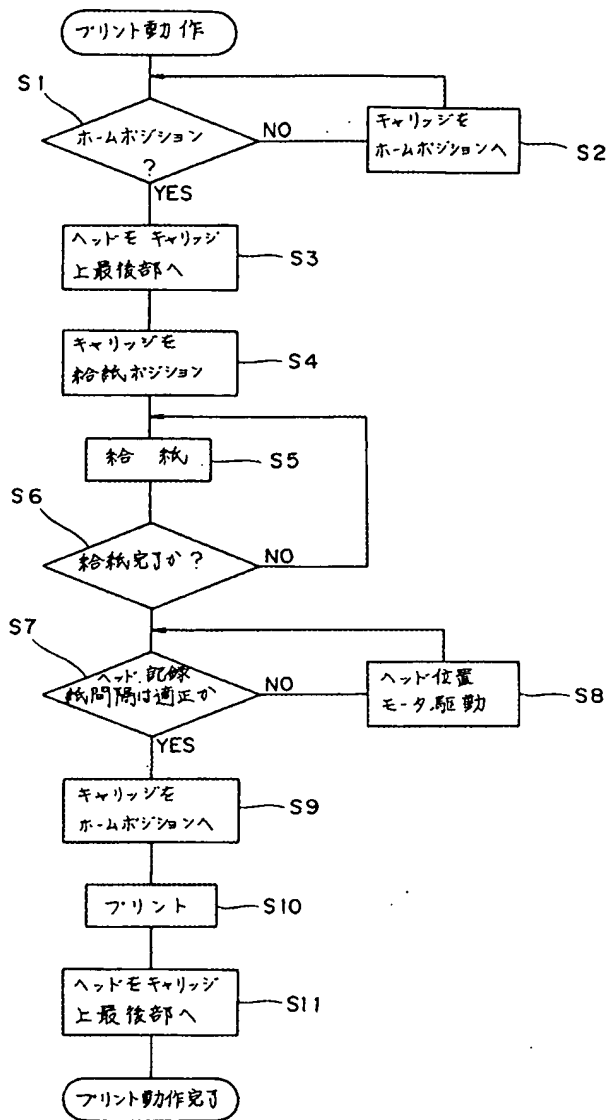 プリント動作
S1
ホームポジション
?
NO
キャリッジを
ホームポジションへ
S2
YES
ヘッドをキャリッジ
上最後部へ
S3
キャリッジを
給紙ポジション
S4
給紙
S5
S6
給紙完了か?
NO
S7
ヘッド、記録
紙間隔は適正か
NO
ヘッド位置
モータ駆動
S8
YES
キャリッジを
ホームポジションへ
S9
プリント
S10
ヘッドをキャリッジ
上最後部へ
S11
プリント動作完了